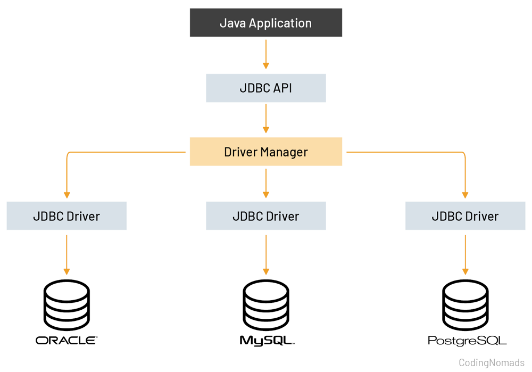 Java Application
JDBC API
Driver Manager
JDBC Driver
JDBC Driver
JDBC Driver
ORACLE
MySQL
PostgreSQL
CodingNomads